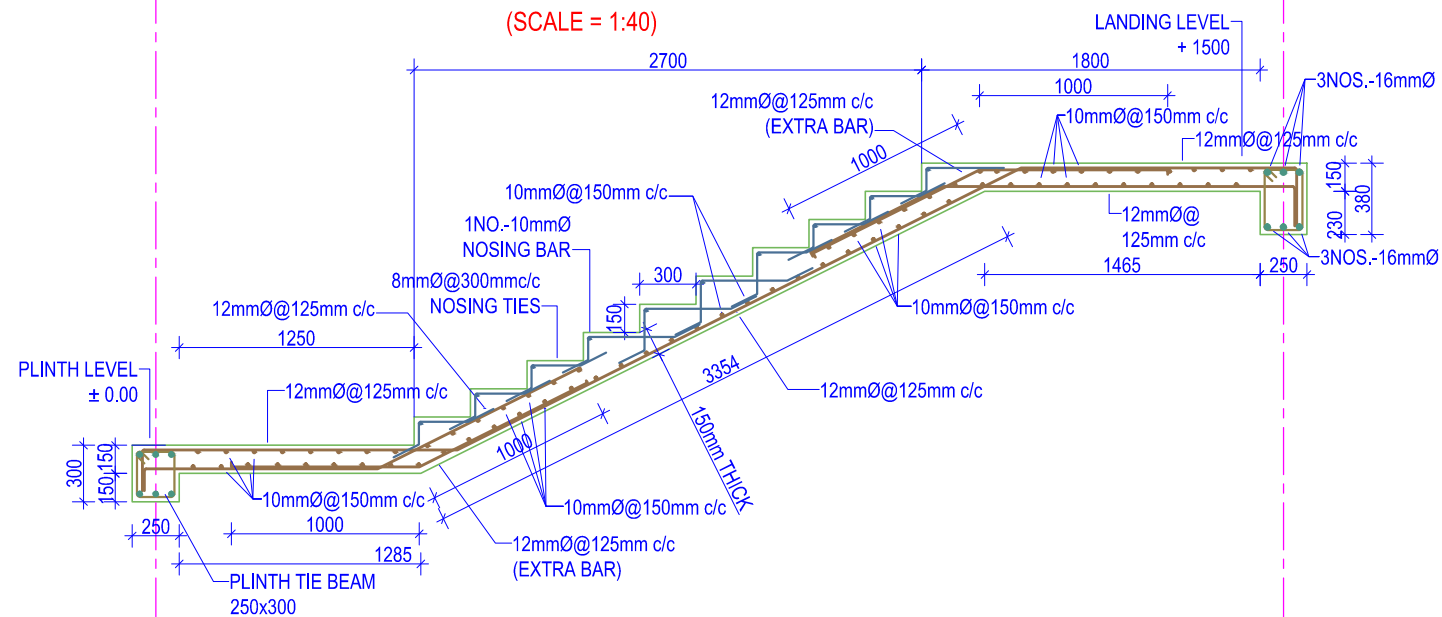 (SCALE = 1:40)
LANDING LEVEL
+ 1500
2700
1800
1000
3NOS.-16mmØ
12mmØ@125mm c/c
(EXTRA BAR)
10mmØ@150mm c/c
12mmØ@125mm c/c
1000
150
380
230
10mmØ@150mm c/c
12mmØ@
125mm c/c
1NO.-10mmØ
NOSING BAR
3NOS.-16mmØ
300
1465
250
8mmØ@300mmc/c
NOSING TIES
12mmØ@125mm c/c
150
10mmØ@150mm c/c
1250
PLINTH LEVEL
± 0.00
3354
12mmØ@125mm c/c
12mmØ@125mm c/c
150mm THICK
1000
300
150
150
10mmØ@150mm c/c
10mmØ@150mm c/c
250
1000
12mmØ@125mm c/c
(EXTRA BAR)
1285
PLINTH TIE BEAM
250x300